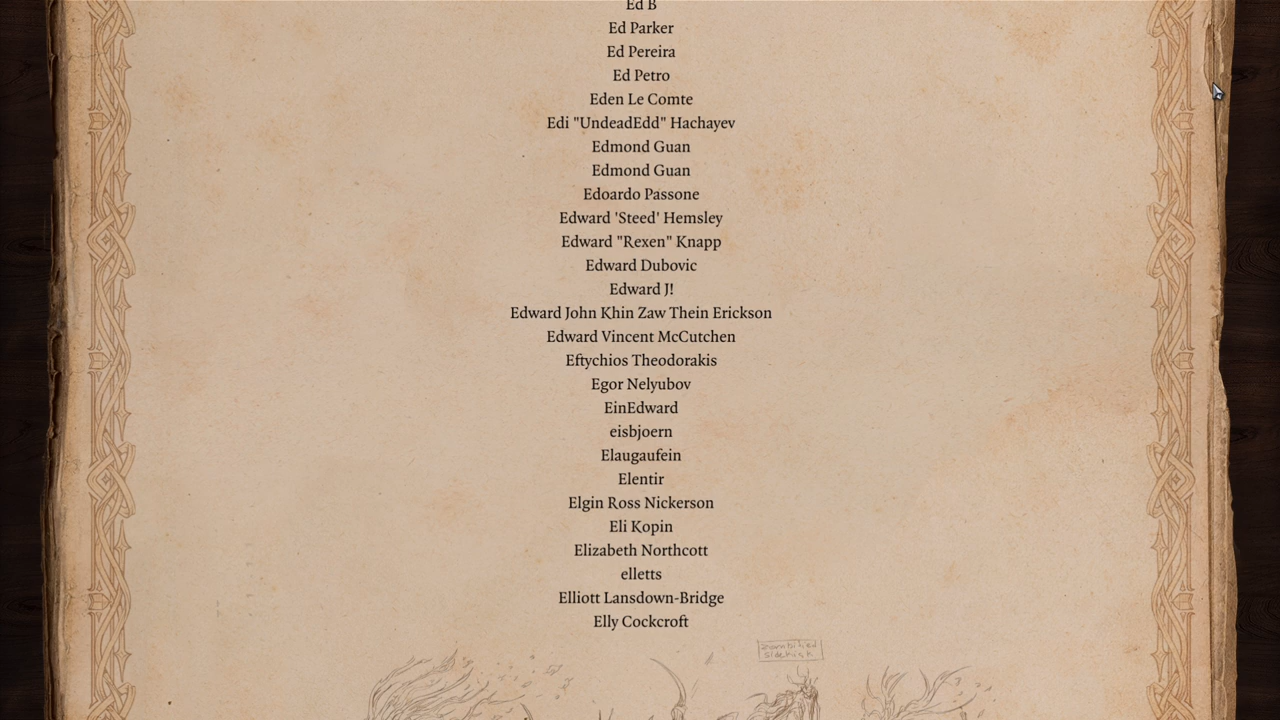 Ed B
Ed Parker
Ed Pereira
Ed Petro
Eden Le Comte
Edi "UndeadEdd" Hachayev
Edmond Guan
Edmond Guan
Edoardo Passone
Edward 'Steed' Hemsley
Edward "Rexen" Knapp
Edward Dubovic
Edward J!
Edward John Khin Zaw Thein Erickson
Edward Vincent McCutchen
Eftychios Theodorakis
Egor Nelyubov
EinEdward
eisbjoern
Elaugaufein
Elentir
Elgin Ross Nickerson
Eli Kopin
Elizabeth Northcott
elletts
Elliott Lansdown-Bridge
Elly Cockcroft
zombified
sidekick